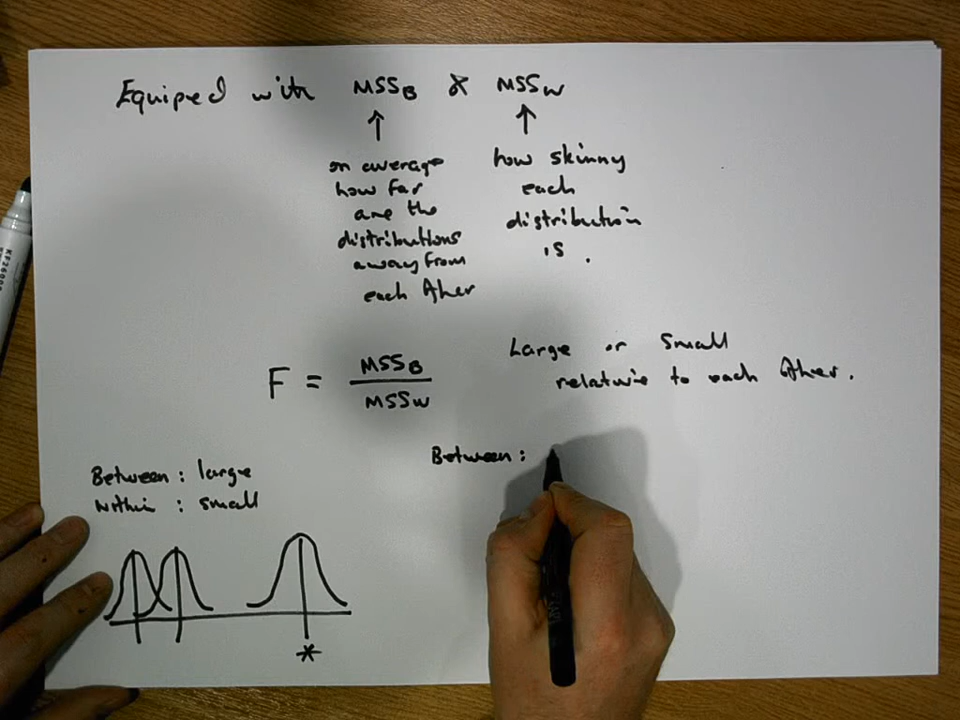 Equiped with MSSB & MSSW
on average
how far
are the
distributions
away from
each other
how skinny
each
distribution
is.
F = MSSB
MSSW
Large or small
relative to each other.
Between: large
within: small
Between:
*